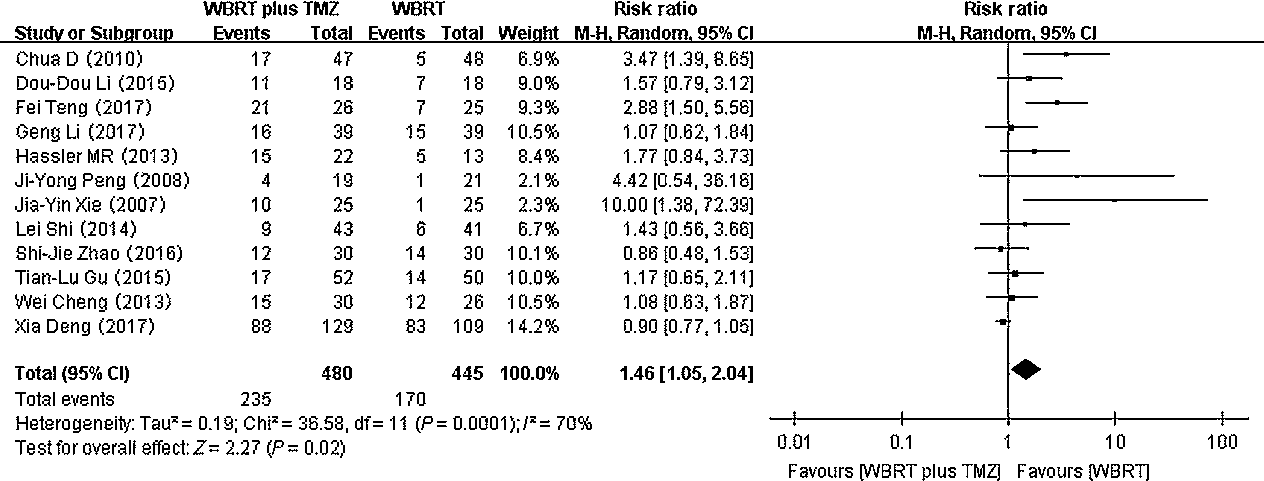 WBRT plus TMZ WBRT Risk ratio Risk ratio
Study or Subgroup Events Total Events Total Weight M-H, Random, 95% CI M-H, Random, 95% CI
Chua D (2010) 17 47 5 48 6.9% 3.47 [1.39, 8.65]
Dou-Dou Li (2015) 11 18 7 18 9.0% 1.57 [0.79, 3.12]
Fei Teng (2017) 21 26 7 25 9.3% 2.88 [1.50, 5.56]
Geng Li (2017) 16 39 15 39 10.5% 1.07 [0.62, 1.84]
Hassler MR (2013) 15 22 5 13 8.4% 1.77 [0.84, 3.73]
Ji-Yong Peng (2008) 4 19 1 21 2.1% 4.42 [0.54, 36.16]
Jia-Yin Xie (2007) 10 25 1 25 2.3% 10.00 [1.38, 72.39]
Lei Shi (2014) 9 43 6 41 6.7% 1.43 [0.56, 3.66]
Shi-Jie Zhao (2016) 12 30 14 30 10.1% 0.86 [0.48, 1.53]
Tian-Lu Gu (2015) 17 52 14 50 10.0% 1.17 [0.65, 2.11]
Wei Cheng (2013) 15 30 12 26 10.5% 1.08 [0.63, 1.87]
Xia Deng (2017) 88 129 83 109 14.2% 0.90 [0.77, 1.05]
Total (95% CI) 480 445 100.0% 1.46 [1.05, 2.04]
Total events 235 170
Heterogeneity: Tau² = 0.19; Chi² = 36.58, df = 11 (P = 0.0001); I² = 70%
Test for overall effect: Z = 2.27 (P = 0.02)
0.01 0.1 1 10 100
Favours [WBRT plus TMZ] Favours [WBRT]